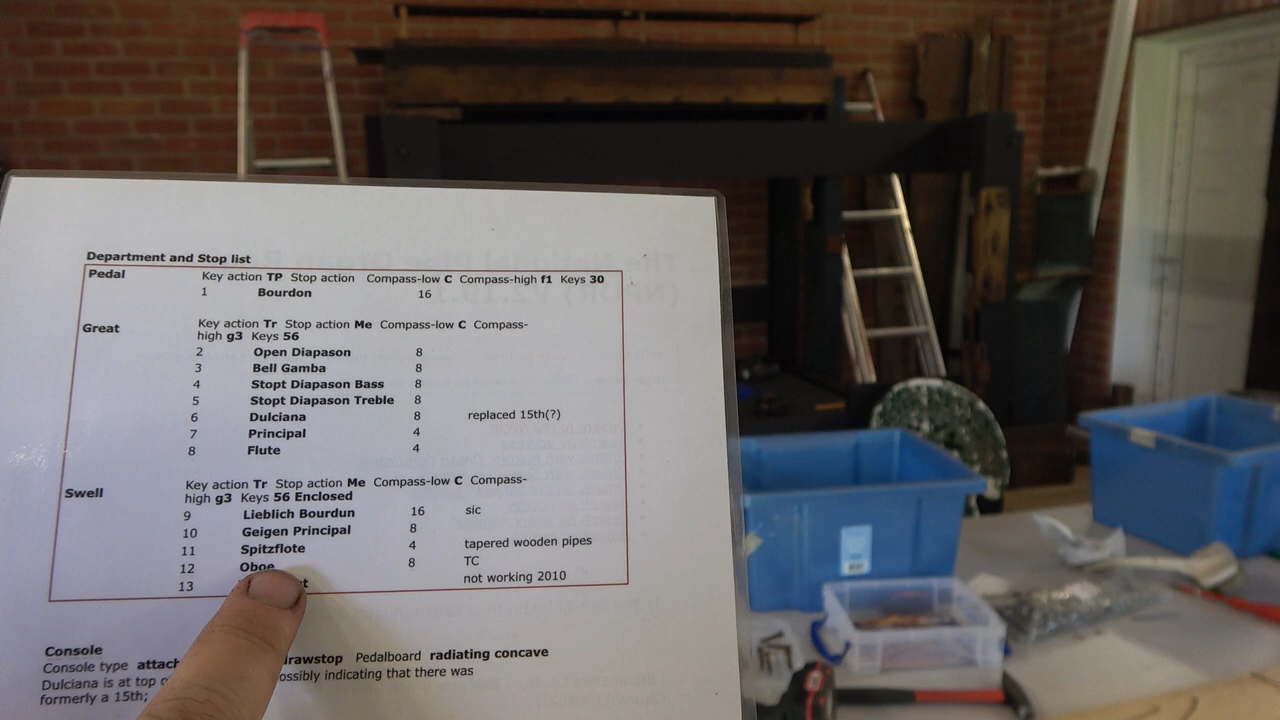 Department and Stop list
Pedal Key action TP Stop action Compass-low C Compass-high f1 Keys 30
1 Bourdon 16
Great Key action Tr Stop action Me Compass-low C Compass-
high g3 Keys 56
2 Open Diapason 8
3 Bell Gamba 8
4 Stopt Diapason Bass 8
5 Stopt Diapason Treble 8
6 Dulciana 8 replaced 15th(?)
7 Principal 4
8 Flute 4
Swell Key action Tr Stop action Me Compass-low C Compass-
high g3 Keys 56 Enclosed
9 Lieblich Bourdun 16 sic
10 Geigen Principal 8
11 Spitzflote 4 tapered wooden pipes
12 Oboe 8 TC
13 not working 2010
Console
Console type drawstop Pedalboard radiating concave
Dulciana is at top possibly indicating that there was
formerly a 15th;